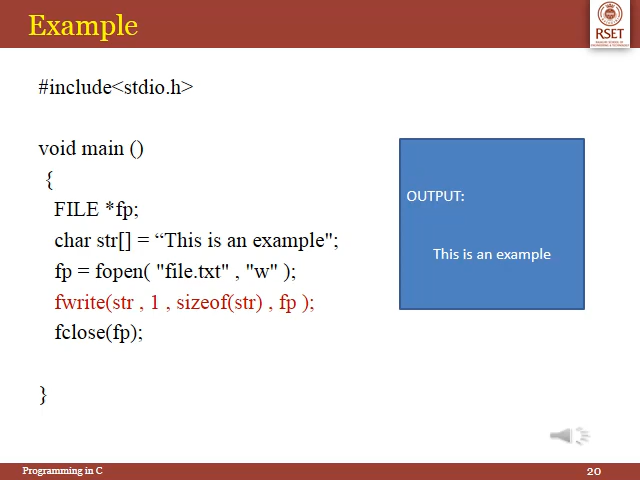 Example
RSET
#include<stdio.h>
void main ()
{
FILE *fp;
char str[] = “This is an example";
fp = fopen( "file.txt" , "w" );
fwrite(str , 1 , sizeof(str) , fp );
fclose(fp);
}
OUTPUT:
This is an example
Programming in C
20